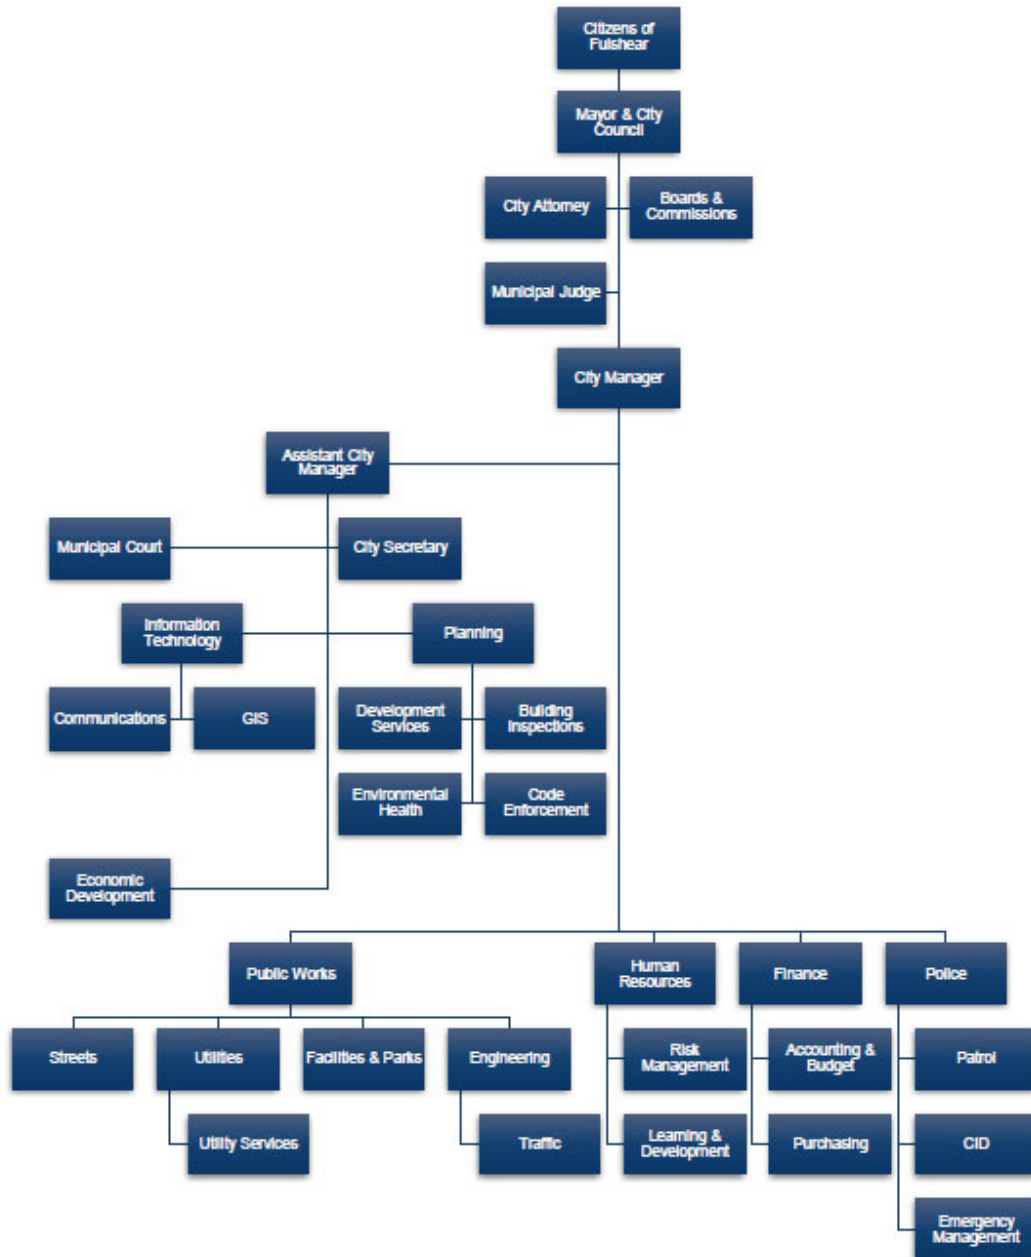 Citizens of
Fulshear
Mayor & City
Council
City Attorney
Boards &
Commissions
Municipal Judge
City Manager
Assistant City
Manager
Municipal Court
City Secretary
Information
Technology
Planning
Communications
GIS
Development
Services
Building
Inspections
Environmental
Health
Code
Enforcement
Economic
Development
Public Works
Human
Resources
Finance
Police
Streets
Utilities
Facilities & Parks
Engineering
Risk
Management
Accounting &
Budget
Patrol
Utility Services
Traffic
Learning &
Development
Purchasing
CID
Emergency
Management